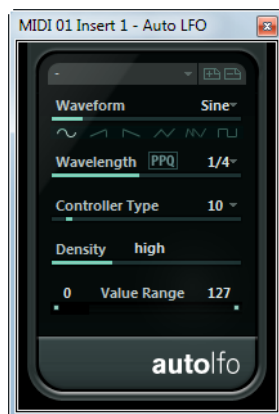 MIDI 01 Insert 1 - Auto LFO
-
Waveform Sine
Wavelength PPQ 1/4
Controller Type 10
Density high
0 Value Range 127
autolfo